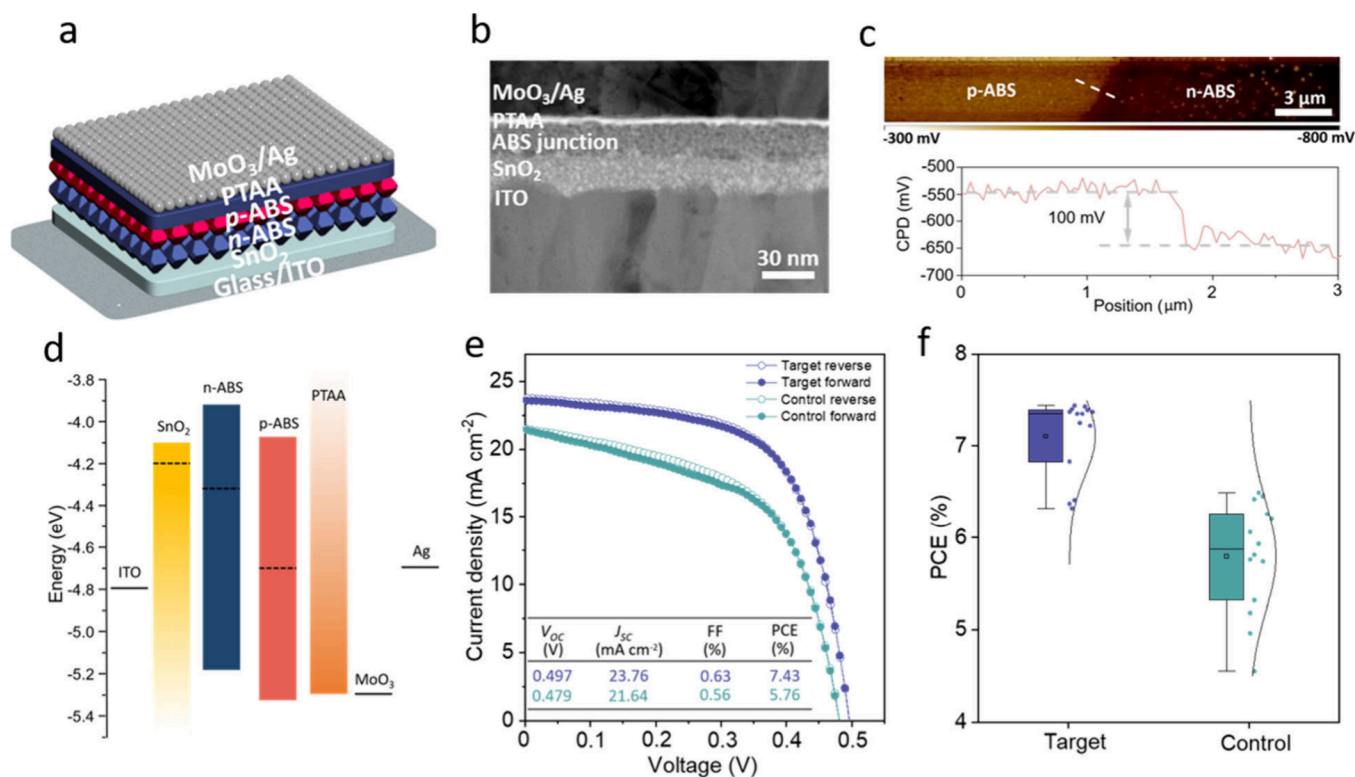 a
MoO₃/Ag
PTAA
p-ABS
n-ABS
SnO₂
Glass/ITO
b
MoO₃/Ag
PTAA
ABS junction
SnO₂
ITO
30 nm
c
p-ABS
n-ABS
3 μm
-300 mV
-800 mV
CPD (mV)
-500
-550
-600
-650
-700
100 mV
0
1
2
3
Position (μm)
d
Energy (eV)
-3.8
-4.0
-4.2
-4.4
-4.6
-4.8
-5.0
-5.2
-5.4
ITO
SnO₂
n-ABS
p-ABS
PTAA
Ag
MoO₃
e
Current density (mA cm⁻²)
25
20
15
10
5
0
Target reverse
Target forward
Control reverse
Control forward
V_OC J_SC FF PCE
(V) (mA cm⁻²) (%) (%)
0.497 23.76 0.63 7.43
0.479 21.64 0.56 5.76
0 0.1 0.2 0.3 0.4 0.5
Voltage (V)
f
PCE (%)
8
7
6
5
4
Target
Control